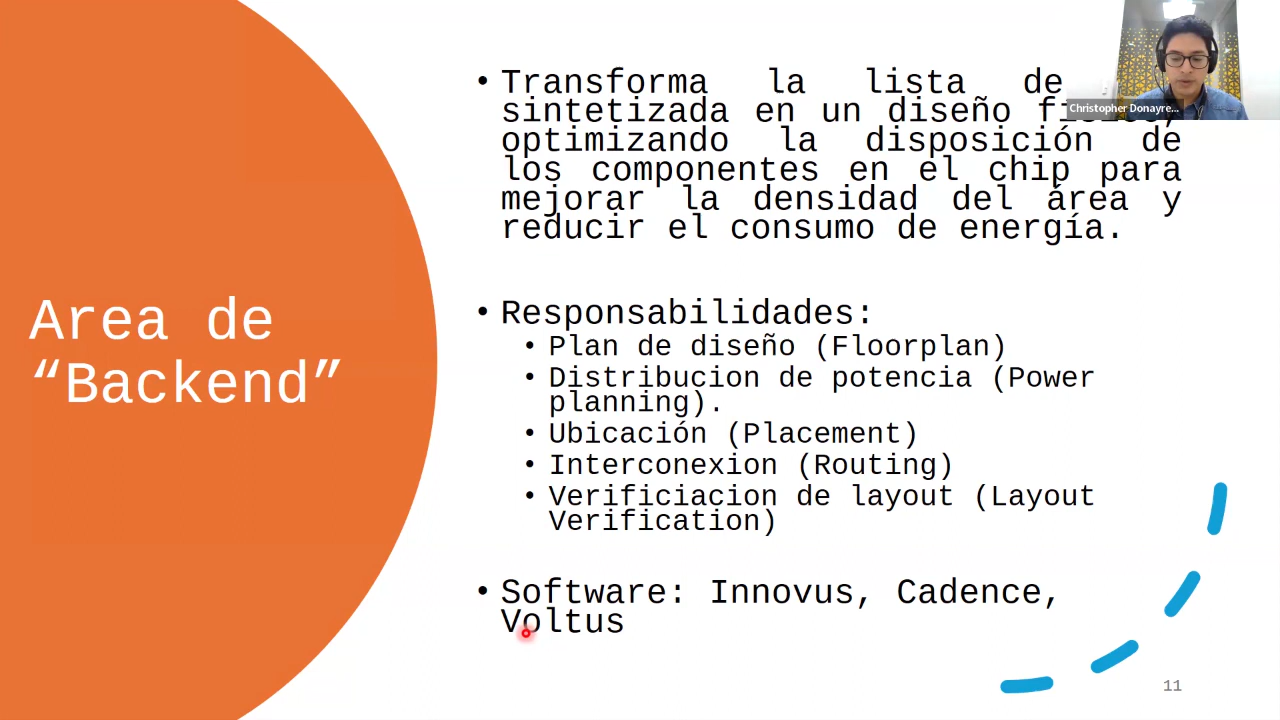 Area de
“Backend”
• Transforma la lista de
sintetizada en un diseño
optimizando la disposición de
los componentes en el chip para
mejorar la densidad del área y
reducir el consumo de energía.
• Responsabilidades:
• Plan de diseño (Floorplan)
• Distribucion de potencia (Power
planning).
• Ubicación (Placement)
• Interconexion (Routing)
• Verificiacion de layout (Layout
Verification)
• Software: Innovus, Cadence,
Voltus
Christopher Donayre...
11